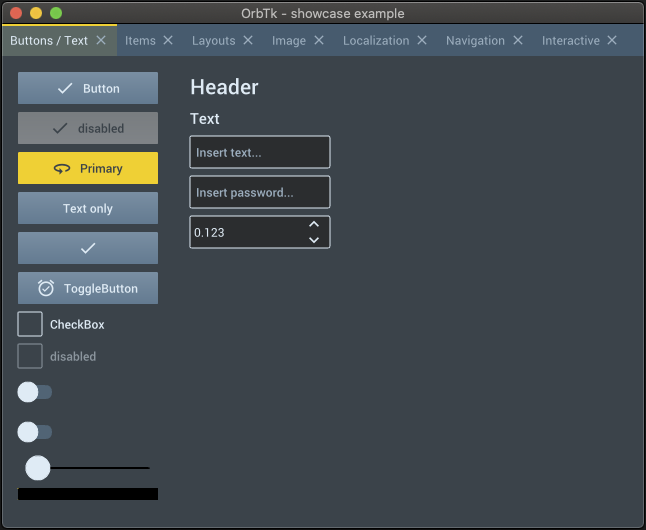 OrbTk - showcase example
Buttons / Text Items Layouts Image Localization Navigation Interactive
Button
disabled
Primary
Text only
ToggleButton
CheckBox
disabled
Header
Text
Insert text...
Insert password...
0.123